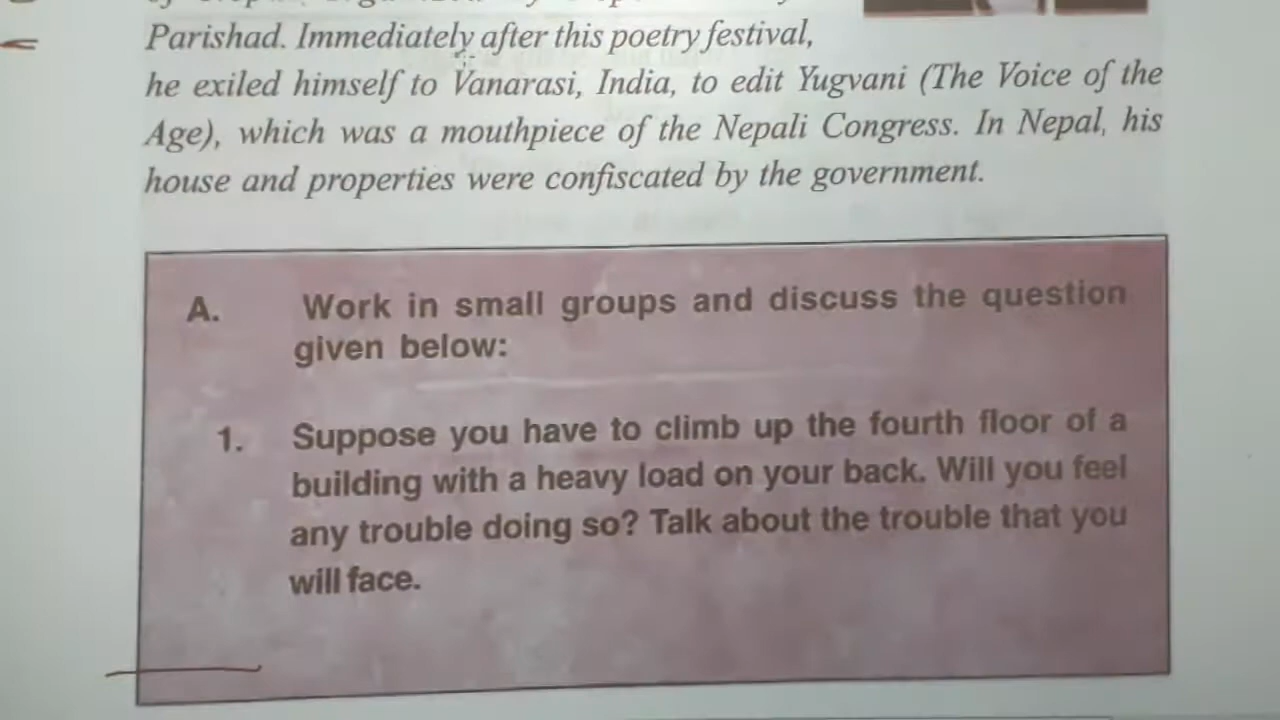 Parishad. Immediately after this poetry festival,
he exiled himself to Vanarasi, India, to edit Yugvani (The Voice of the
Age), which was a mouthpiece of the Nepali Congress. In Nepal, his
house and properties were confiscated by the government.
A. Work in small groups and discuss the question
given below:
1. Suppose you have to climb up the fourth floor of a
building with a heavy load on your back. Will you feel
any trouble doing so? Talk about the trouble that you
will face.